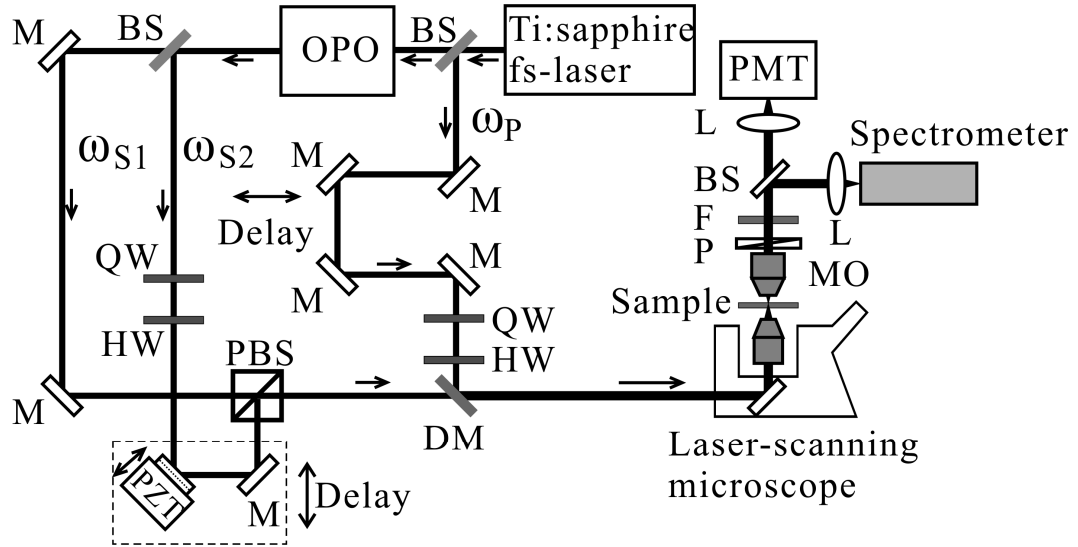 M
BS
OPO
BS
Ti:sapphire
fs-laser
PMT
L
Spectrometer
ωS1
ωS2
ωP
M
M
BS
F
L
P
Delay
QW
M
M
MO
Sample
HW
QW
HW
PBS
M
DM
Laser-scanning
microscope
PZT
M
Delay